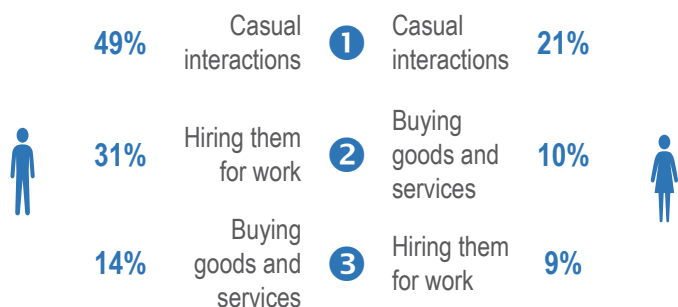 49%
Casual
interactions
1
Casual
interactions
21%
31%
Hiring them
for work
2
Buying
goods and
services
10%
14%
Buying
goods and
services
3
Hiring them
for work
9%